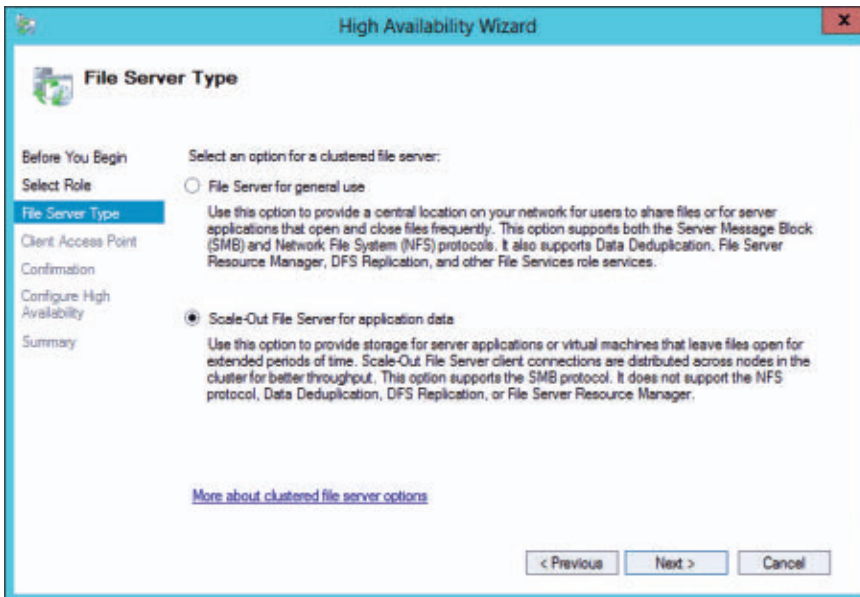 High Availability Wizard
x
File Server Type
Before You Begin
Select Role
File Server Type
Client Access Point
Confirmation
Configure High
Availability
Summary
Select an option for a clustered file server:
File Server for general use
Use this option to provide a central location on your network for users to share files or for server
applications that open and close files frequently. This option supports both the Server Message Block
(SMB) and Network File System (NFS) protocols. It also supports Data Deduplication, File Server
Resource Manager, DFS Replication, and other File Services role services.
Scale-Out File Server for application data
Use this option to provide storage for server applications or virtual machines that leave files open for
extended periods of time. Scale-Out File Server client connections are distributed across nodes in the
cluster for better throughput. This option supports the SMB protocol. It does not support the NFS
protocol, Data Deduplication, DFS Replication, or File Server Resource Manager.
More about clustered file server options
< Previous
Next >
Cancel